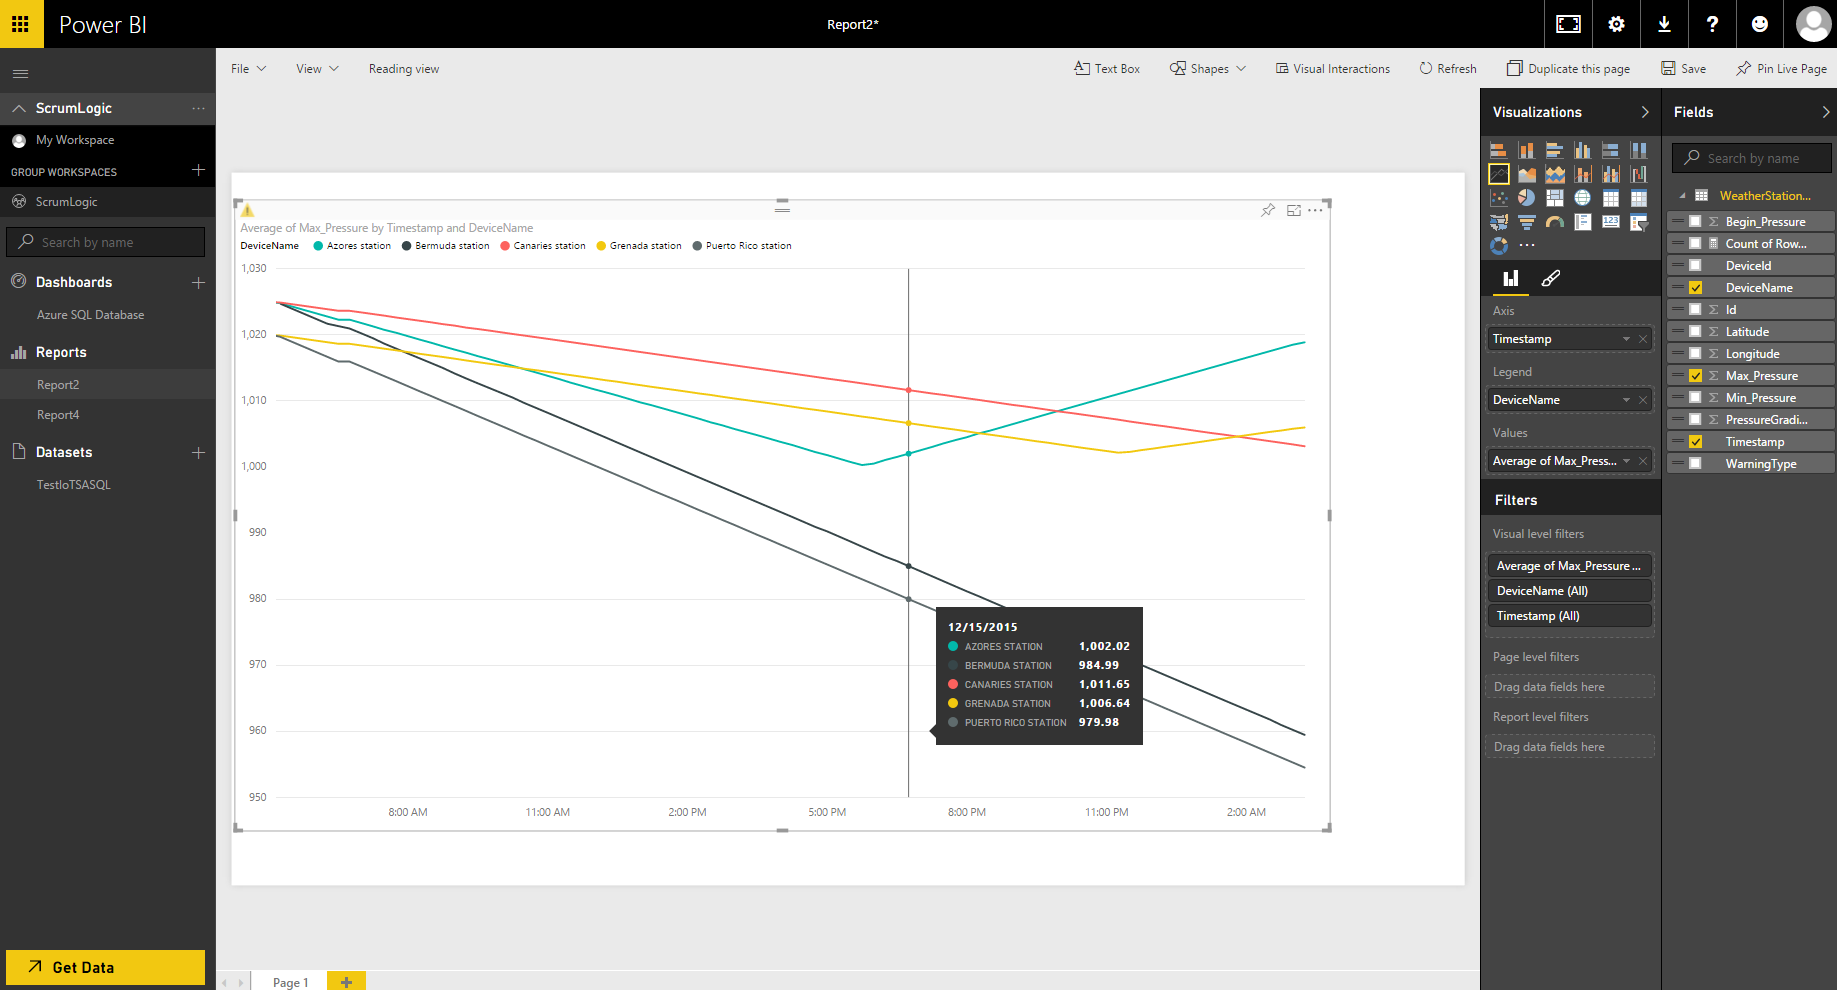 Power BI
Report2*
?
File
View
Reading view
Text Box
Shapes
Visual Interactions
Refresh
Duplicate this page
Save
Pin Live Page
ScrumLogic
...
My Workspace
GROUP WORKSPACES
ScrumLogic
Search by name
Dashboards
Azure SQL Database
Reports
Report2
Report4
Datasets
TestIoTSASQL
Get Data
Average of Max_Pressure by Timestamp and DeviceName
DeviceName Azores station Bermuda station Canaries station Grenada station Puerto Rico station
1,030
1,020
1,010
1,000
990
980
970
960
950
8:00 AM 11:00 AM 2:00 PM 5:00 PM 8:00 PM 11:00 PM 2:00 AM
12/15/2015
AZORES STATION 1,002.02
BERMUDA STATION 984.99
CANARIES STATION 1,011.65
GRENADA STATION 1,006.64
PUERTO RICO STATION 979.98
Page 1
Visualizations
123
Axis
Timestamp
Legend
DeviceName
Values
Average of Max_Press...
Filters
Visual level filters
Average of Max_Pressure ...
DeviceName (All)
Timestamp (All)
Page level filters
Drag data fields here
Report level filters
Drag data fields here
Fields
Search by name
WeatherStation...
Begin_Pressure
Count of Row...
DeviceId
DeviceName
Id
Latitude
Longitude
Max_Pressure
Min_Pressure
PressureGradi...
Timestamp
WarningType